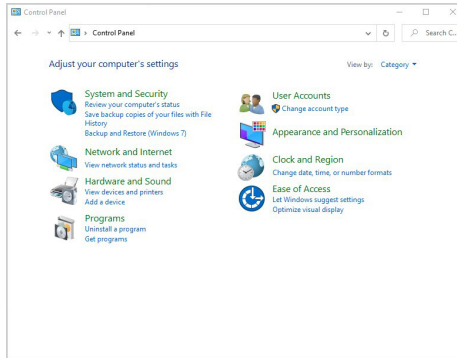 Control Panel
Control Panel
Search C...
Adjust your computer's settings
View by: Category
System and Security
Review your computer's status
Save backup copies of your files with File
History
Backup and Restore (Windows 7)
Network and Internet
View network status and tasks
Hardware and Sound
View devices and printers
Add a device
Programs
Uninstall a program
Get programs
User Accounts
Change account type
Appearance and Personalization
Clock and Region
Change date, time, or number formats
Ease of Access
Let Windows suggest settings
Optimize visual display